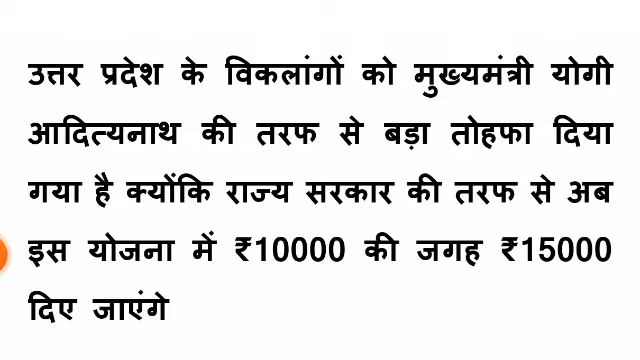 उत्तर प्रदेश के विकलांगों को मुख्यमंत्री योगी
आदित्यनाथ की तरफ से बड़ा तोहफा दिया
गया है क्योंकि राज्य सरकार की तरफ से अब
इस योजना में ₹10000 की जगह ₹15000
दिए जाएंगे